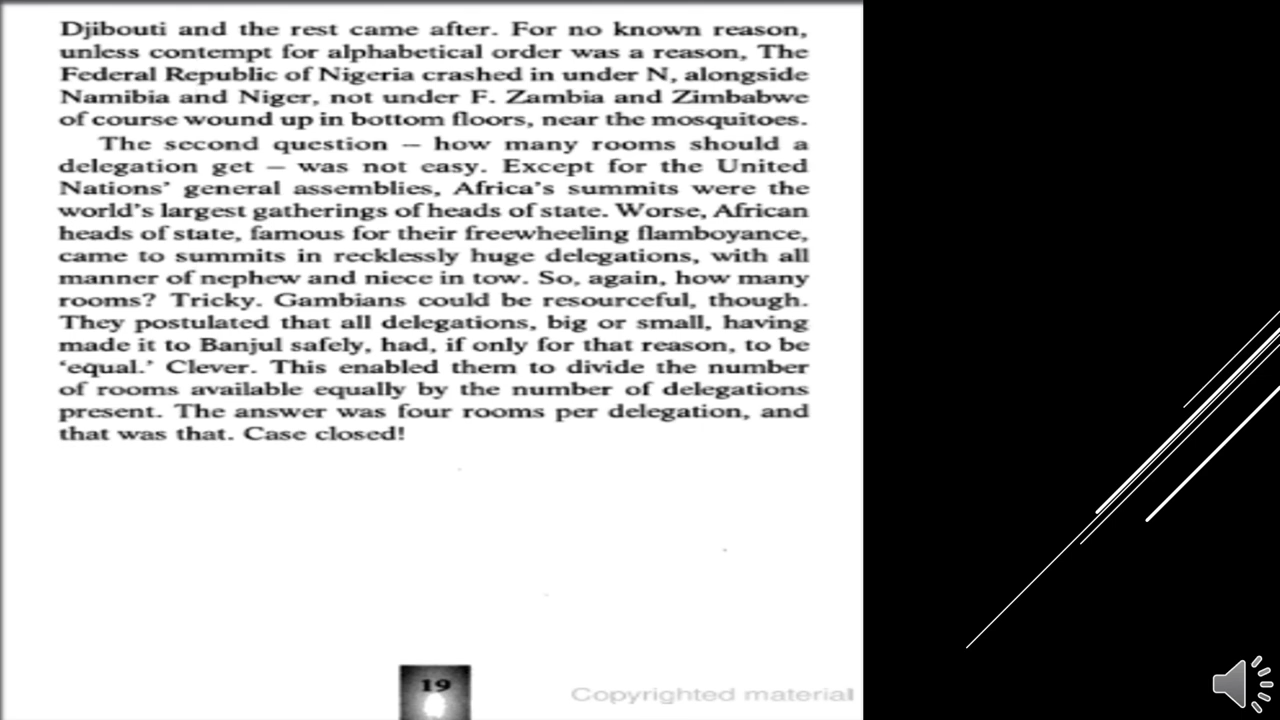 Djibouti and the rest came after. For no known reason,
unless contempt for alphabetical order was a reason, The
Federal Republic of Nigeria crashed in under N, alongside
Namibia and Niger, not under F. Zambia and Zimbabwe
of course wound up in bottom floors, near the mosquitoes.
The second question – how many rooms should a
delegation get – was not easy. Except for the United
Nations’ general assemblies, Africa’s summits were the
world’s largest gatherings of heads of state. Worse, African
heads of state, famous for their freewheeling flamboyance,
came to summits in recklessly huge delegations, with all
manner of nephew and niece in tow. So, again, how many
rooms? Tricky. Gambians could be resourceful, though.
They postulated that all delegations, big or small, having
made it to Banjul safely, had, if only for that reason, to be
‘equal.’ Clever. This enabled them to divide the number
of rooms available equally by the number of delegations
present. The answer was four rooms per delegation, and
that was that. Case closed!
19
Copyrighted material